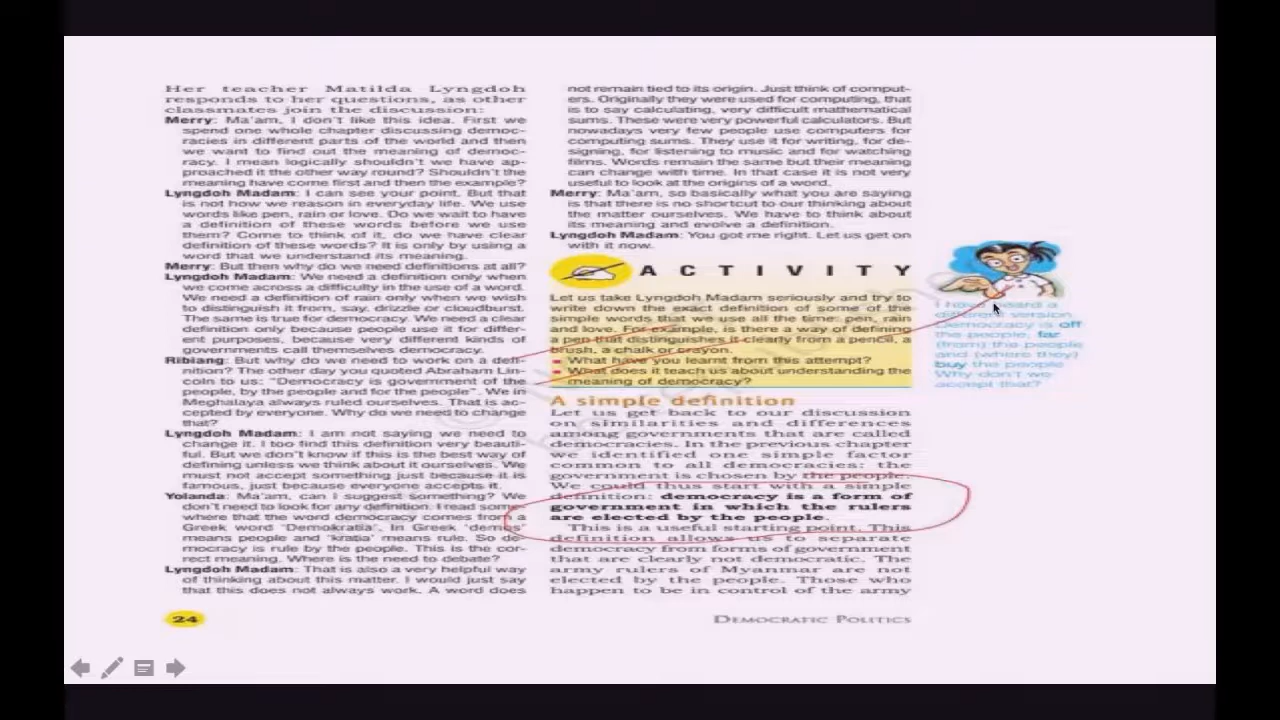 Her teacher Matilda Lyngdoh
responds to her questions, as other
classmates join the discussion:
Merry: Ma'am, I don't like this idea. First we
spend one whole chapter discussing democ-
racies in different parts of the world and then
we want to find out the meaning of democ-
racy. I mean logically shouldn't we have ap-
proached it the other way round? Shouldn't the
meaning have come first and then the example?
Lyngdoh Madam: I can see your point. But that
is not how we reason in everyday life. We use
words like pen, rain or love. Do we wait to have
a definition of these words before we use
them? Come to think of it, do we have clear
definition of these words? It is only by using a
word that we understand its meaning.
Merry: But then why do we need definitions at all?
Lyngdoh Madam: We need a definition only when
we come across a difficulty in the use of a word.
We need a definition of rain only when we wish
to distinguish it from, say, drizzle or cloudburst.
The same is true for democracy. We need a clear
definition only because people use it for differ-
ent purposes, because very different kinds of
governments call themselves democracy.
Ribiang: But why do we need to work on a defi-
nition? The other day you quoted Abraham Lin-
coln to us: "Democracy is government of the
people, by the people and for the people". We in
Meghalaya always ruled ourselves. That is ac-
cepted by everyone. Why do we need to change
that?
Lyngdoh Madam: I am not saying we need to
change it. I too find this definition very beauti-
ful. But we don't know if this is the best way of
defining unless we think about it ourselves. We
must not accept something just because it is
famous, just because everyone accepts it.
Yolanda: Ma'am, can I suggest something? We
don't need to look for any definition. I read some
where that the word democracy comes from a
Greek word 'Demokratia'. In Greek 'demos'
means people and 'kratia' means rule. So de-
mocracy is rule by the people. This is the cor-
rect meaning. Where is the need to debate?
Lyngdoh Madam: That is also a very helpful way
of thinking about this matter. I would just say
that this does not always work. A word does
not remain tied to its origin. Just think of comput-
ers. Originally they were used for computing, that
is to say calculating, very difficult mathematical
sums. These were very powerful calculators. But
nowadays very few people use computers for
computing sums. They use it for writing, for de-
signing, for listening to music and for watching
films. Words remain the same but their meaning
can change with time. In that case it is not very
useful to look at the origins of a word.
Merry: Ma'am, so basically what you are saying
is that there is no shortcut to our thinking about
the matter ourselves. We have to think about
its meaning and evolve a definition.
Lyngdoh Madam: You got me right. Let us get on
with it now.
ACTIVITY
Let us take Lyngdoh Madam seriously and try to
write down the exact definition of some of the
simple words that we use all the time: pen, rain
and love. For example, is there a way of defining
a pen that distinguishes it clearly from a pencil, a
brush, a chalk or crayon.
What have you learnt from this attempt?
What does it teach us about understanding the
meaning of democracy?
A simple definition
Let us get back to our discussion
on similarities and differences
among governments that are called
democracies. In the previous chapter
we identified one simple factor
common to all democracies: the
government is chosen by the people.
We could thus start with a simple
definition: democracy is a form of
government in which the rulers
are elected by the people.
This is a useful starting point. This
definition allows us to separate
democracy from forms of government
that are clearly not democratic. The
army rulers of Myanmar are not
elected by the people. Those who
happen to be in control of the army
I have heard a
different version.
Democracy is off
the people, far
(from) the people
and (where they)
buy the people.
Why don't we
accept that?
24
DEMOCRATIC POLITICS